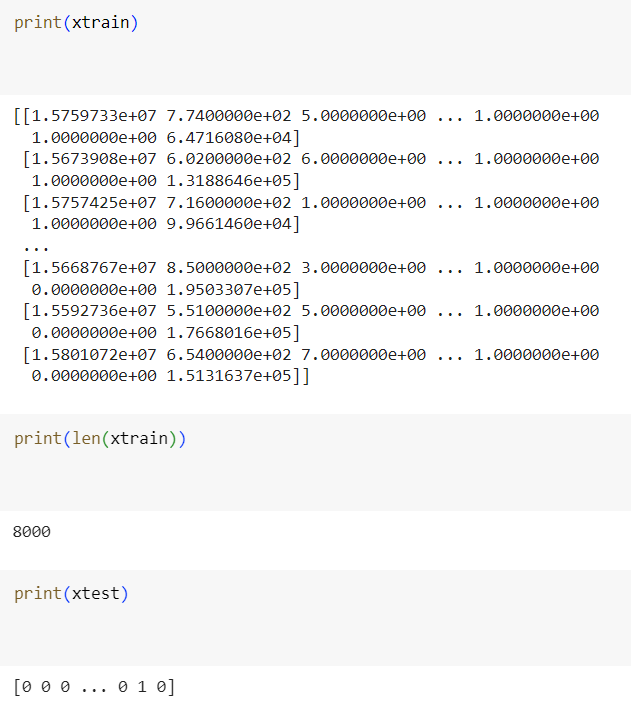 print(xtrain)
[[1.5759733e+07 7.7400000e+02 5.0000000e+00 ... 1.0000000e+00
1.0000000e+00 6.4716080e+04]
[1.5673908e+07 6.0200000e+02 6.0000000e+00 ... 1.0000000e+00
1.0000000e+00 1.3188646e+05]
[1.5757425e+07 7.1600000e+02 1.0000000e+00 ... 1.0000000e+00
1.0000000e+00 9.9661460e+04]
...
[1.5668767e+07 8.5000000e+02 3.0000000e+00 ... 1.0000000e+00
0.0000000e+00 1.9503307e+05]
[1.5592736e+07 5.5100000e+02 5.0000000e+00 ... 1.0000000e+00
0.0000000e+00 1.7668016e+05]
[1.5801072e+07 6.5400000e+02 7.0000000e+00 ... 1.0000000e+00
0.0000000e+00 1.5131637e+05]]
print(len(xtrain))
8000
print(xtest)
[0 0 0 ... 0 1 0]